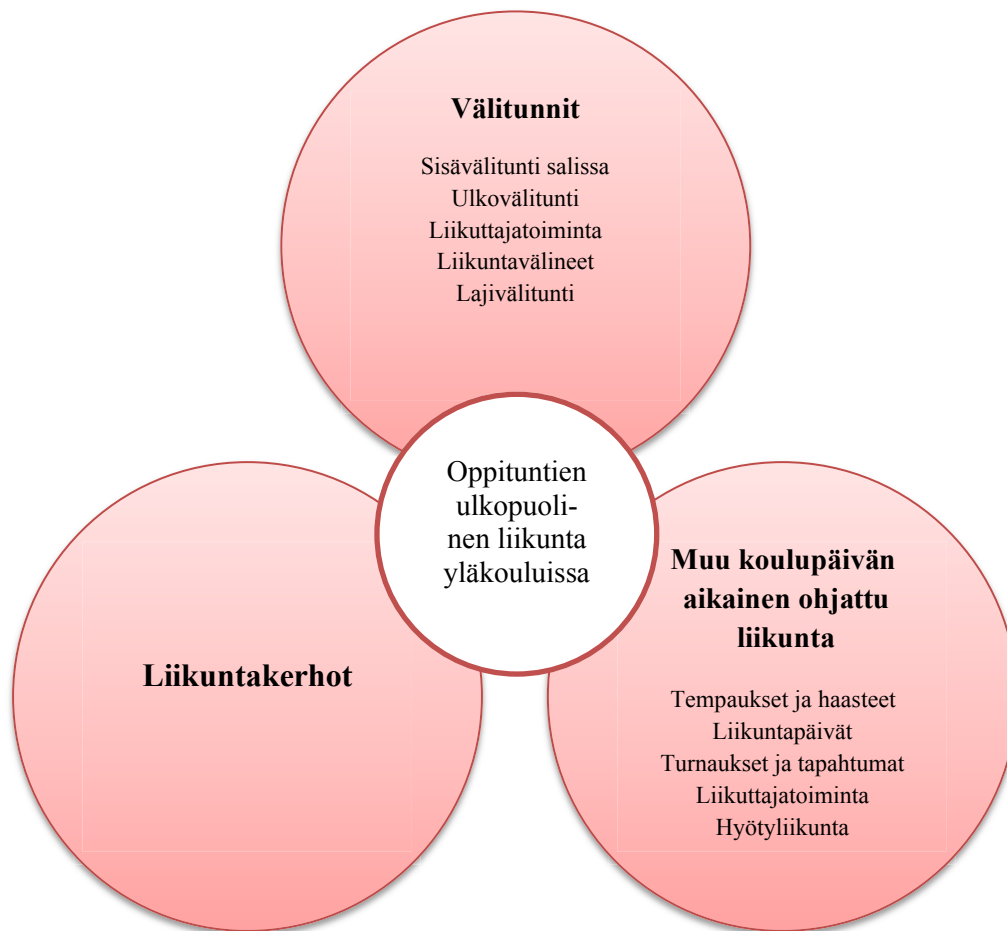 Välitunnit
Sisävälitunti salissa
Ulkovälitunti
Liikuttajatoiminta
Liikuntavälineet
Lajivälitunti
Oppituntien
ulkopuoli-
nen liikunta
yläkouluissa
Liikuntakerhot
Muu koulupäivän
aikainen ohjattu
liikunta
Tempaukset ja haasteet
Liikuntapäivät
Turnaukset ja tapahtumat
Liikuttajatoiminta
Hyötyliikunta